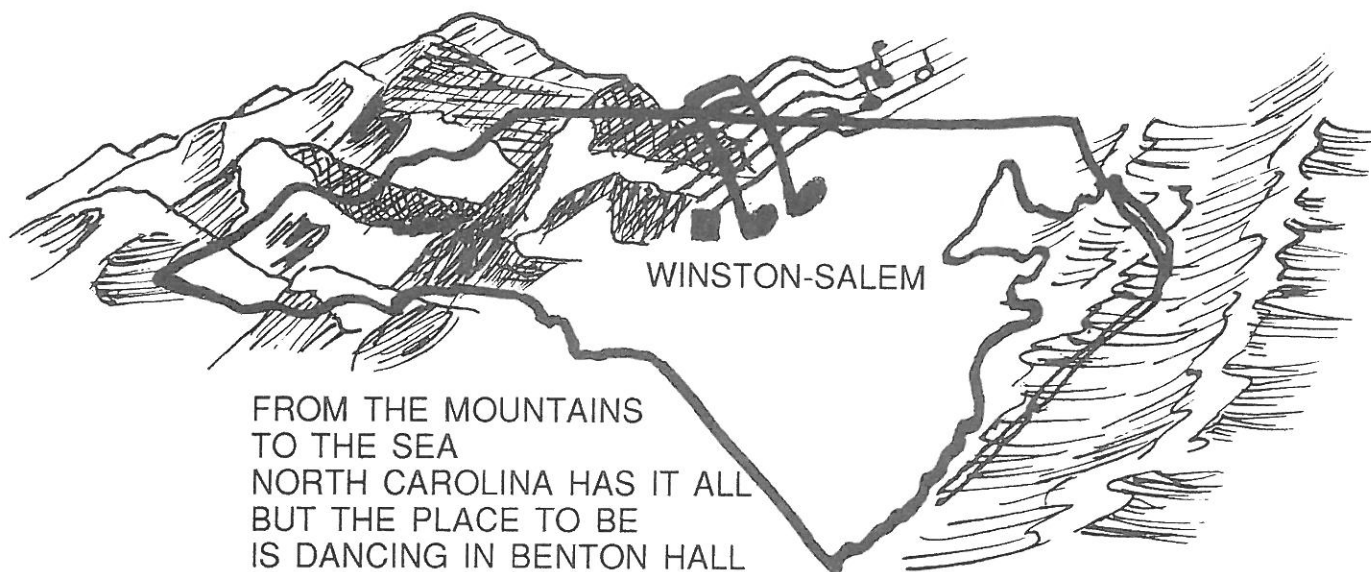 WINSTON-SALEM
FROM THE MOUNTAINS
TO THE SEA
NORTH CAROLINA HAS IT ALL
BUT THE PLACE TO BE
IS DANCING IN BENTON HALL